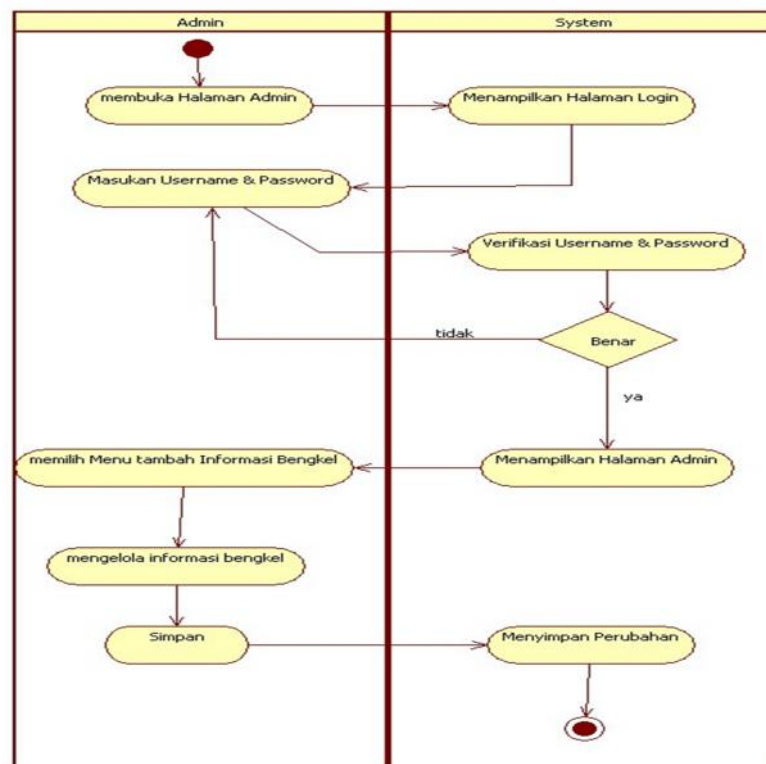 Admin
System
membuka Halaman Admin
Menampilkan Halaman Login
Masukan Username & Password
Verifikasi Username & Password
tidak
Benar
ya
memilih Menu tambah Informasi Bengkel
Menampilkan Halaman Admin
mengelola informasi bengkel
Simpan
Menyimpan Perubahan